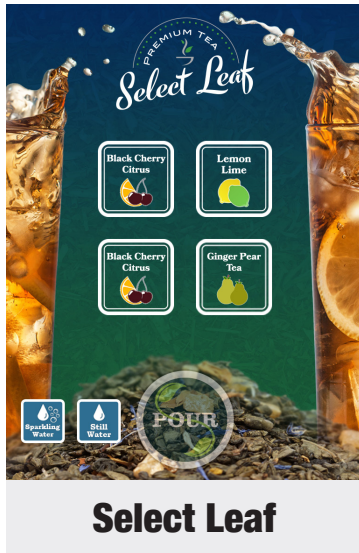 PREMIUM TEA
Select Leaf
Black Cherry
Citrus
Lemon
Lime
Black Cherry
Citrus
Ginger Pear
Tea
Sparkling
Water
Still
Water
POUR
Select Leaf